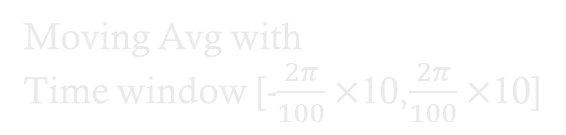 Moving Avg with
Time window [-2π/100 ×10, 2π/100 ×10]